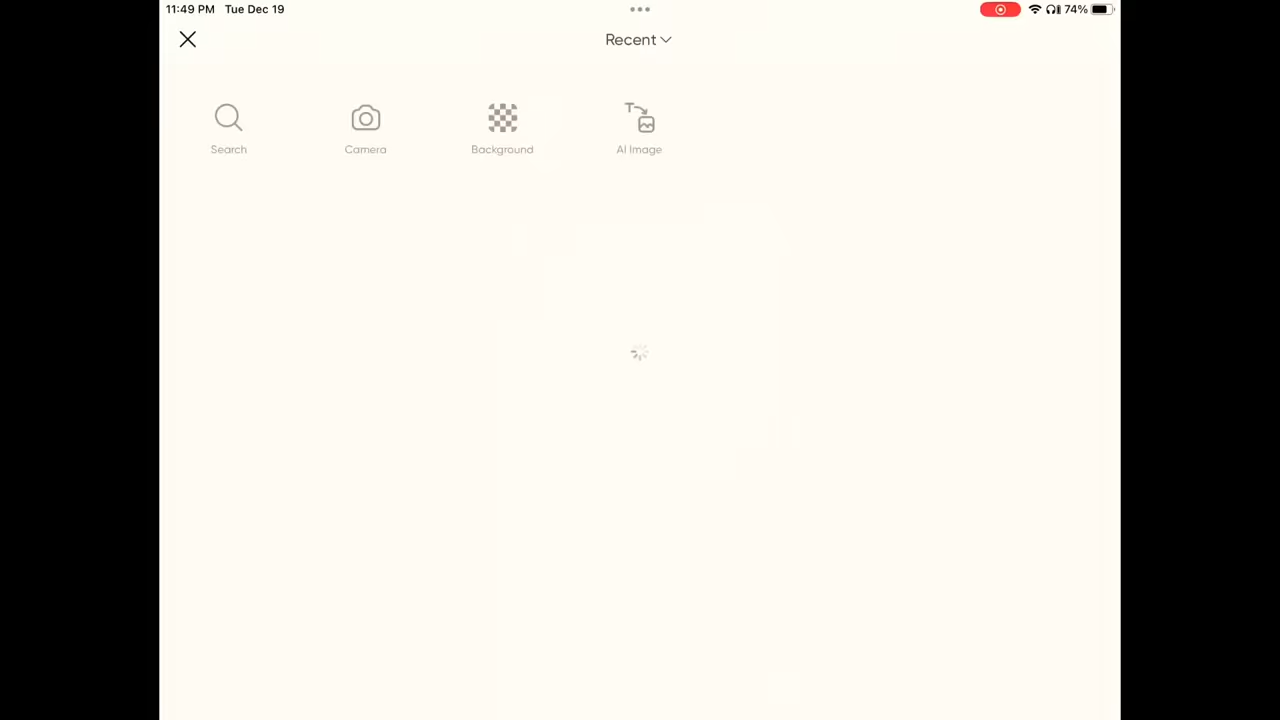 11:49 PM Tue Dec 19
74%
Recent
Search
Camera
Background
AI Image